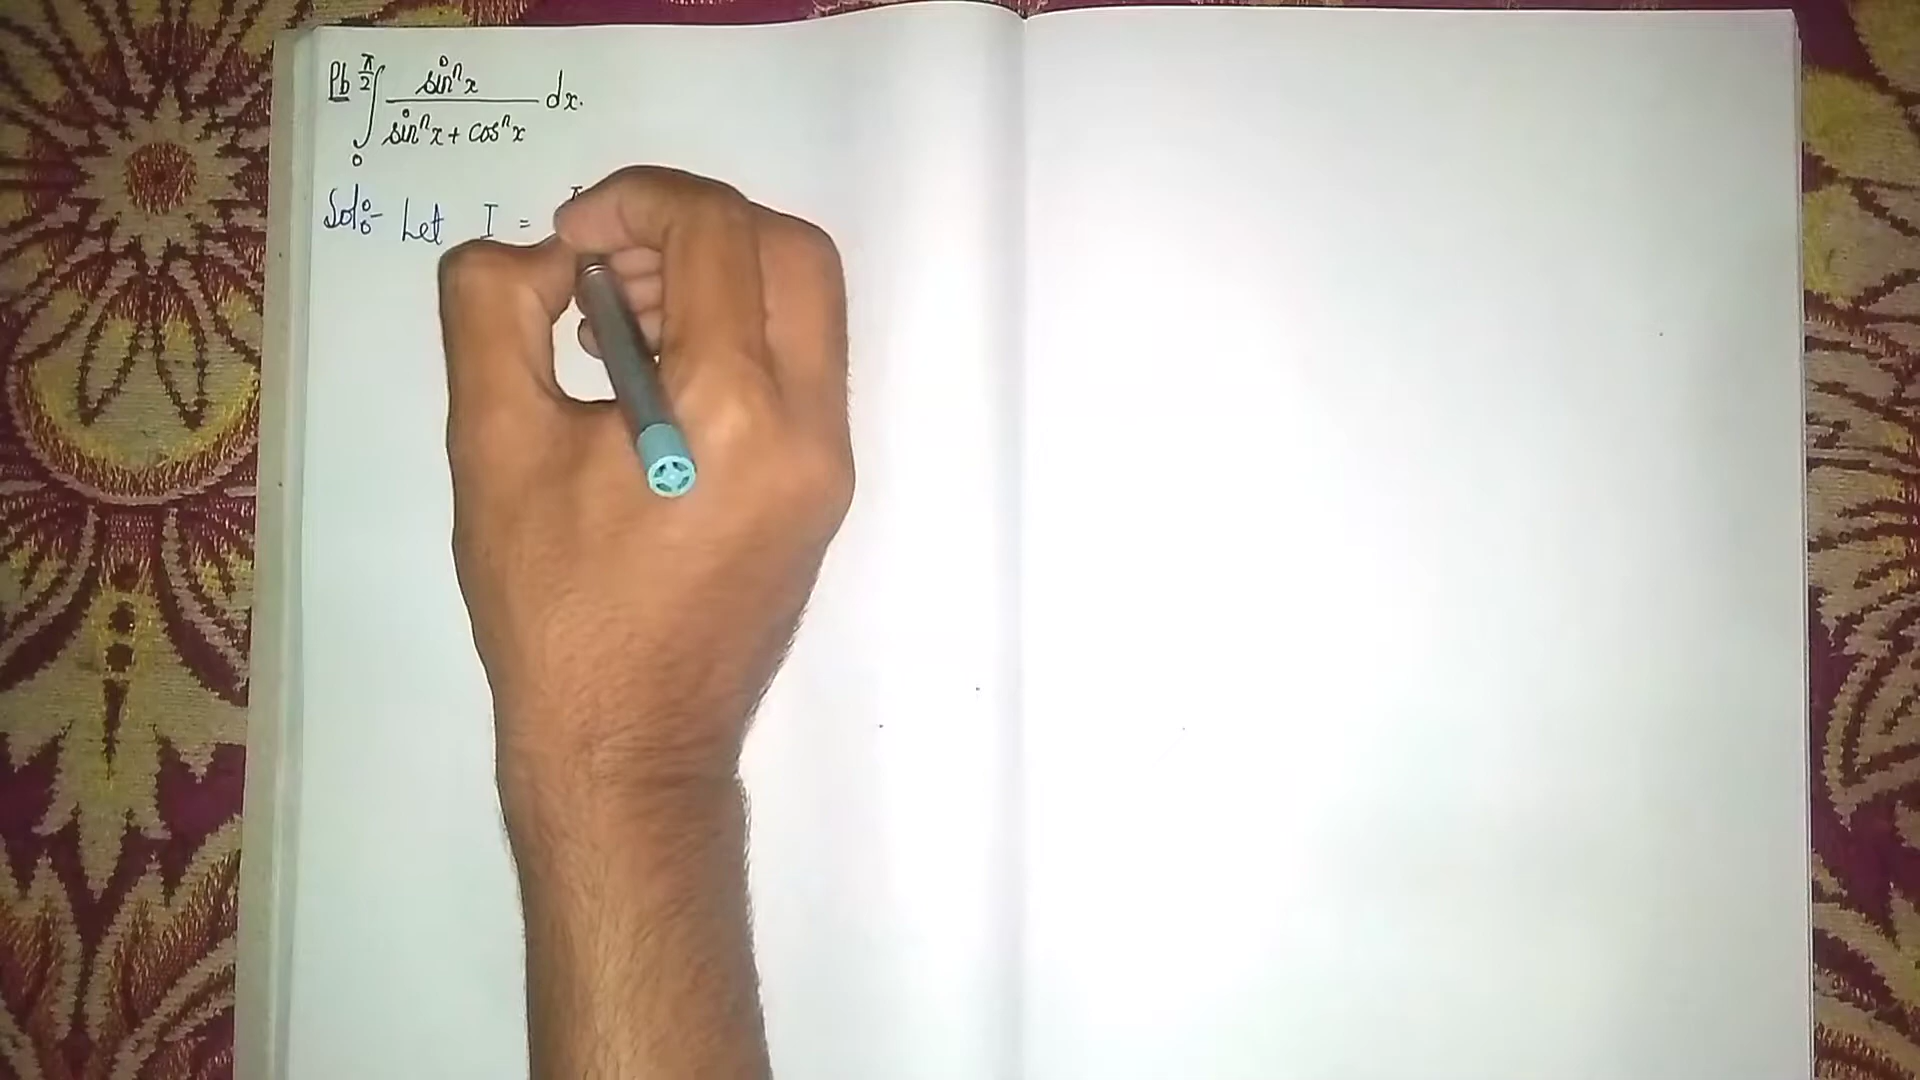 Pb ∫₀^(π/2) sinⁿx / (sinⁿx + cosⁿx) dx.
Sol:- Let I =